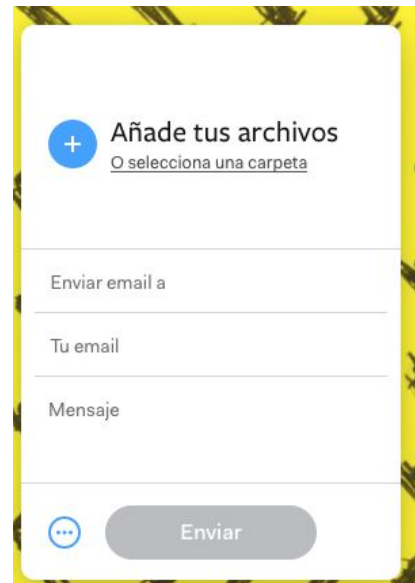 Añade tus archivos
O selecciona una carpeta
Enviar email a
Tu email
Mensaje
Enviar